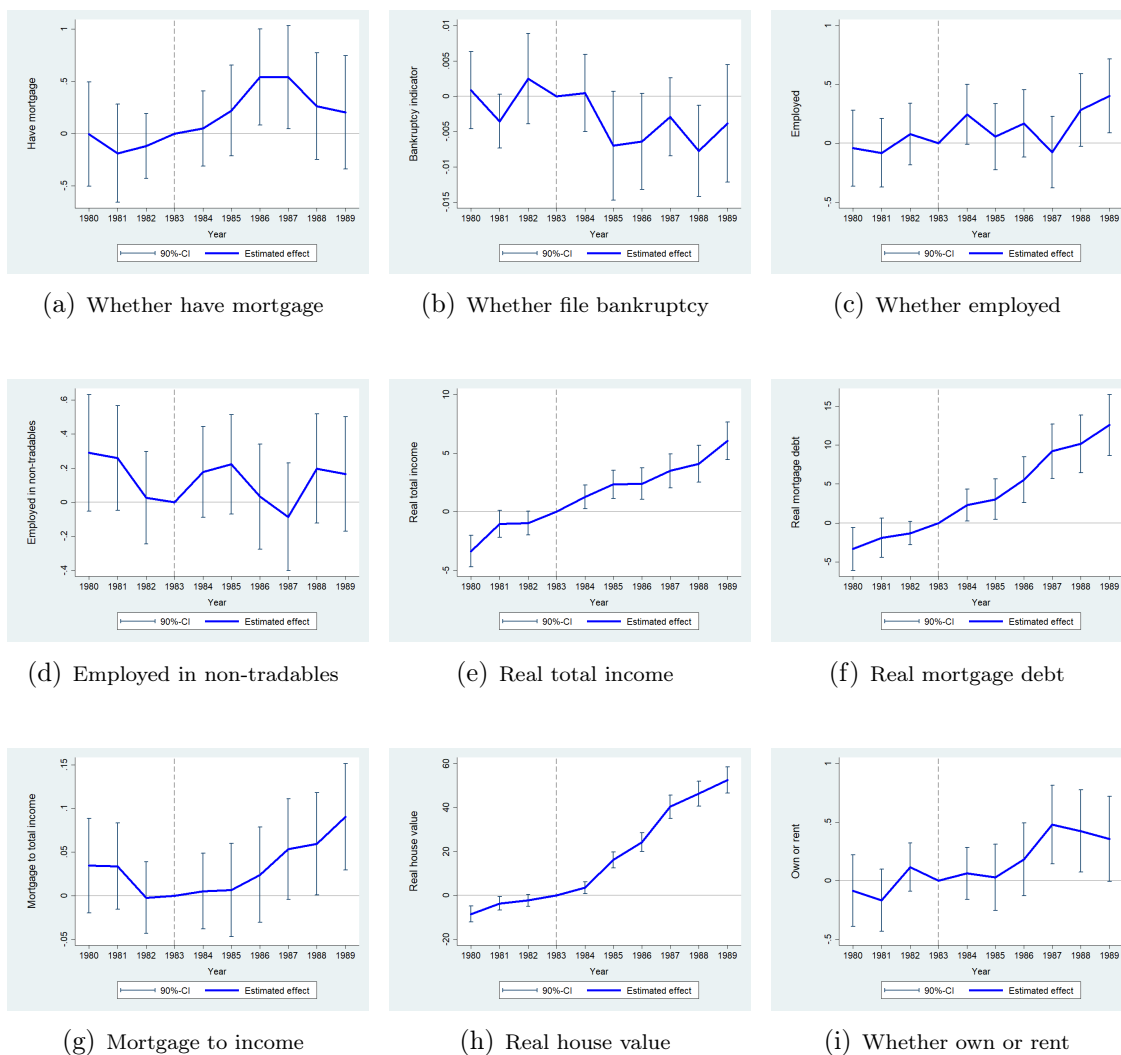 Have mortgage
1
.5
0
-.5
1980 1981 1982 1983 1984 1985 1986 1987 1988 1989
Year
90%-CI Estimated effect
(a) Whether have mortgage
Bankruptcy indicator
.01
.005
0
-.005
-.01
-.015
1980 1981 1982 1983 1984 1985 1986 1987 1988 1989
Year
90%-CI Estimated effect
(b) Whether file bankruptcy
Employed
1
.5
0
-.5
1980 1981 1982 1983 1984 1985 1986 1987 1988 1989
Year
90%-CI Estimated effect
(c) Whether employed
Employed in non-tradables
.6
.4
.2
0
-.2
-.4
1980 1981 1982 1983 1984 1985 1986 1987 1988 1989
Year
90%-CI Estimated effect
(d) Employed in non-tradables
Real total income
10
5
0
-5
1980 1981 1982 1983 1984 1985 1986 1987 1988 1989
Year
90%-CI Estimated effect
(e) Real total income
Real mortgage debt
15
10
5
0
-5
1980 1981 1982 1983 1984 1985 1986 1987 1988 1989
Year
90%-CI Estimated effect
(f) Real mortgage debt
Mortgage to total income
.15
.1
.05
0
-.05
1980 1981 1982 1983 1984 1985 1986 1987 1988 1989
Year
90%-CI Estimated effect
(g) Mortgage to income
Real house value
60
40
20
0
-20
1980 1981 1982 1983 1984 1985 1986 1987 1988 1989
Year
90%-CI Estimated effect
(h) Real house value
Own or rent
1
.5
0
-.5
1980 1981 1982 1983 1984 1985 1986 1987 1988 1989
Year
90%-CI Estimated effect
(i) Whether own or rent